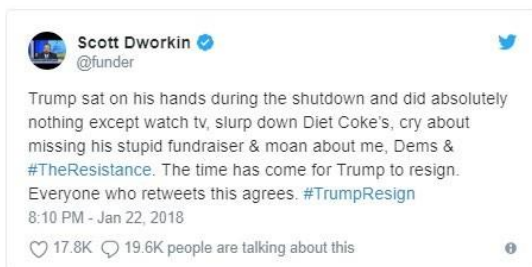 Scott Dworkin
@funder
Trump sat on his hands during the shutdown and did absolutely
nothing except watch tv, slurp down Diet Coke's, cry about
missing his stupid fundraiser & moan about me, Dems &
#TheResistance. The time has come for Trump to resign.
Everyone who retweets this agrees. #TrumpResign
8:10 PM - Jan 22, 2018
17.8K 19.6K people are talking about this